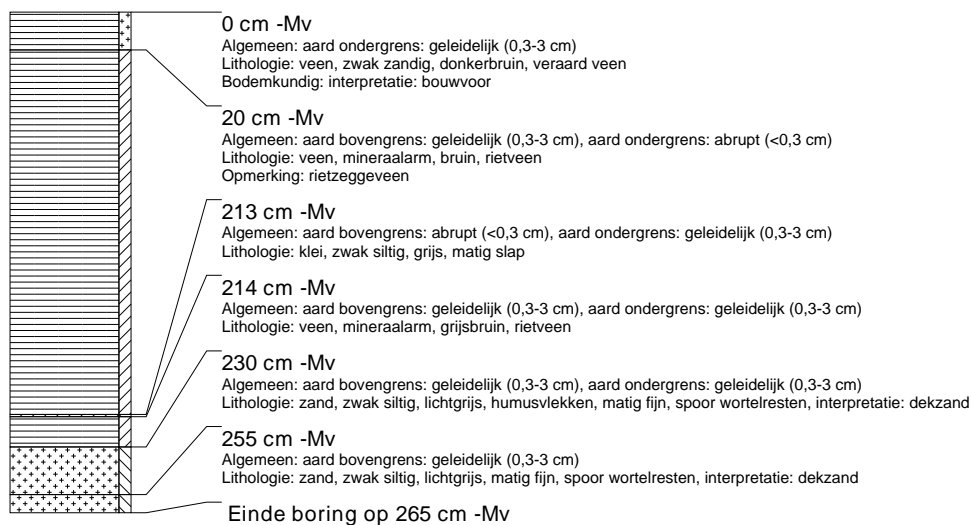 0 cm -Mv
Algemeen: aard ondergrens: geleidelijk (0,3-3 cm)
Lithologie: veen, zwak zandig, donkerbruin, veraard veen
Bodemkundig: interpretatie: bouwvoor
20 cm -Mv
Algemeen: aard bovengrens: geleidelijk (0,3-3 cm), aard ondergrens: abrupt (<0,3 cm)
Lithologie: veen, mineraalarm, bruin, rietveen
Opmerking: rietzeggeveen
213 cm -Mv
Algemeen: aard bovengrens: abrupt (<0,3 cm), aard ondergrens: geleidelijk (0,3-3 cm)
Lithologie: klei, zwak siltig, grijs, matig slap
214 cm -Mv
Algemeen: aard bovengrens: geleidelijk (0,3-3 cm), aard ondergrens: geleidelijk (0,3-3 cm)
Lithologie: veen, mineraalarm, grijsbruin, rietveen
230 cm -Mv
Algemeen: aard bovengrens: geleidelijk (0,3-3 cm), aard ondergrens: geleidelijk (0,3-3 cm)
Lithologie: zand, zwak siltig, lichtgrijs, humusvlekken, matig fijn, spoor wortelresten, interpretatie: dekzand
255 cm -Mv
Algemeen: aard bovengrens: geleidelijk (0,3-3 cm)
Lithologie: zand, zwak siltig, lichtgrijs, matig fijn, spoor wortelresten, interpretatie: dekzand
Einde boring op 265 cm -Mv